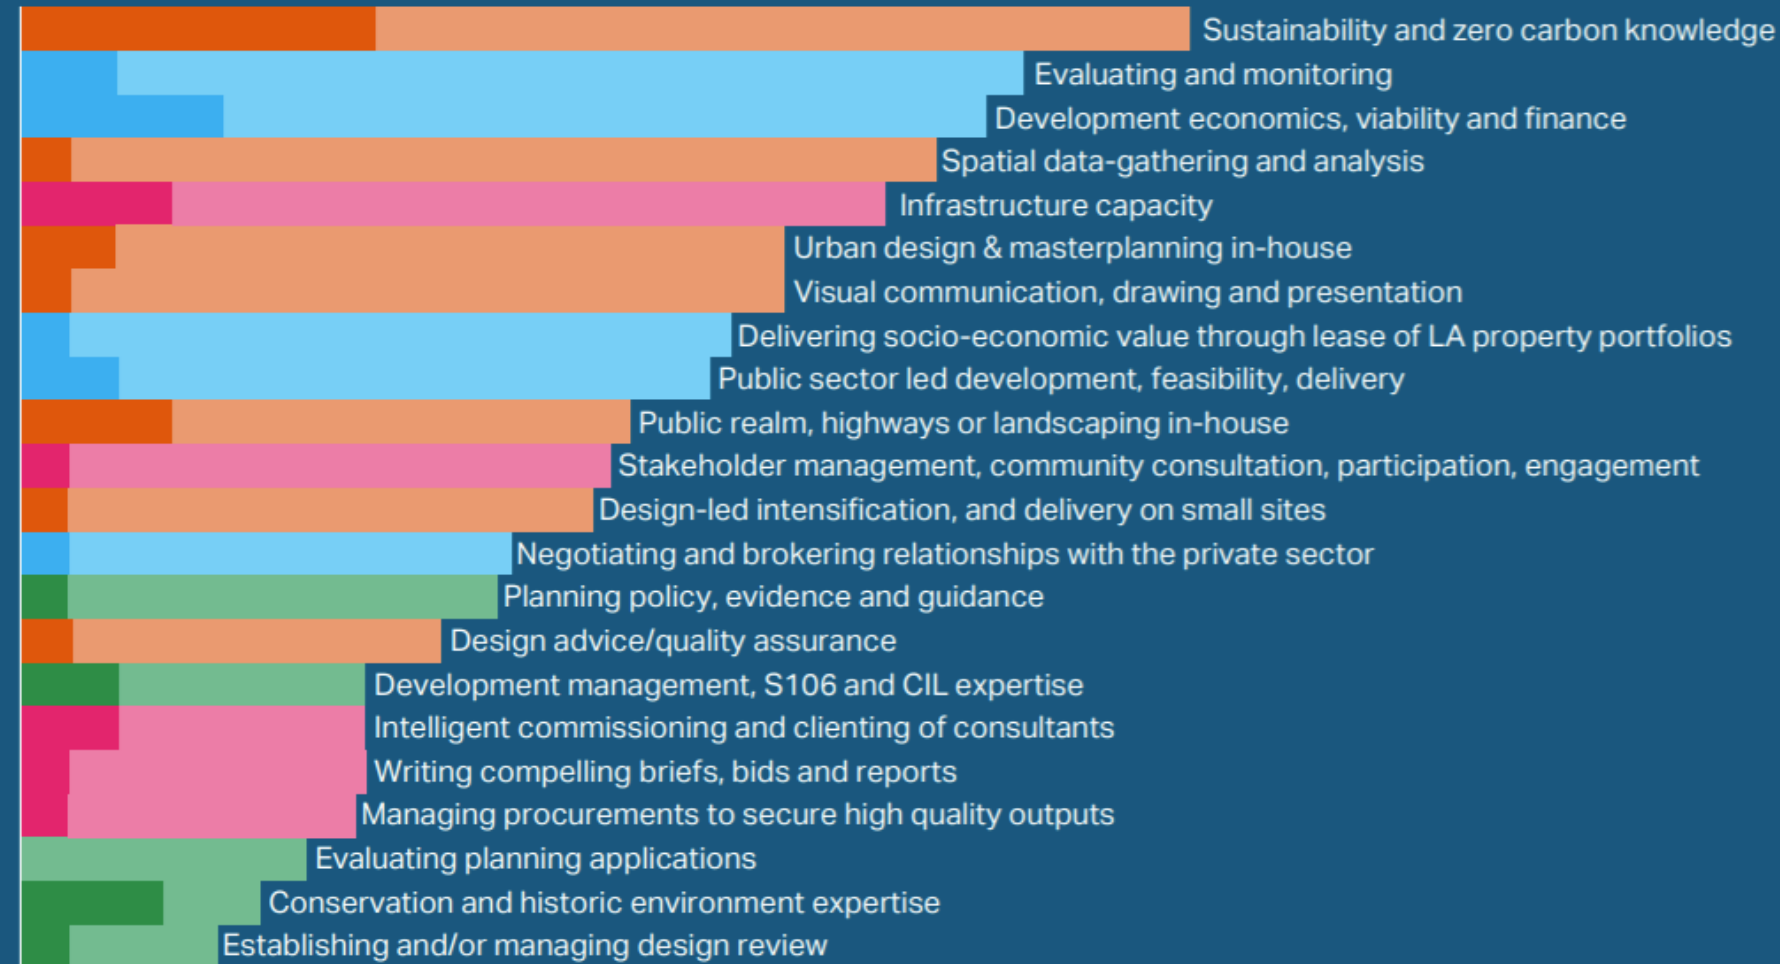 Sustainability and zero carbon knowledge
Evaluating and monitoring
Development economics, viability and finance
Spatial data-gathering and analysis
Infrastructure capacity
Urban design & masterplanning in-house
Visual communication, drawing and presentation
Delivering socio-economic value through lease of LA property portfolios
Public sector led development, feasibility, delivery
Public realm, highways or landscaping in-house
Stakeholder management, community consultation, participation, engagement
Design-led intensification, and delivery on small sites
Negotiating and brokering relationships with the private sector
Planning policy, evidence and guidance
Design advice/quality assurance
Development management, S106 and CIL expertise
Intelligent commissioning and clienting of consultants
Writing compelling briefs, bids and reports
Managing procurements to secure high quality outputs
Evaluating planning applications
Conservation and historic environment expertise
Establishing and/or managing design review